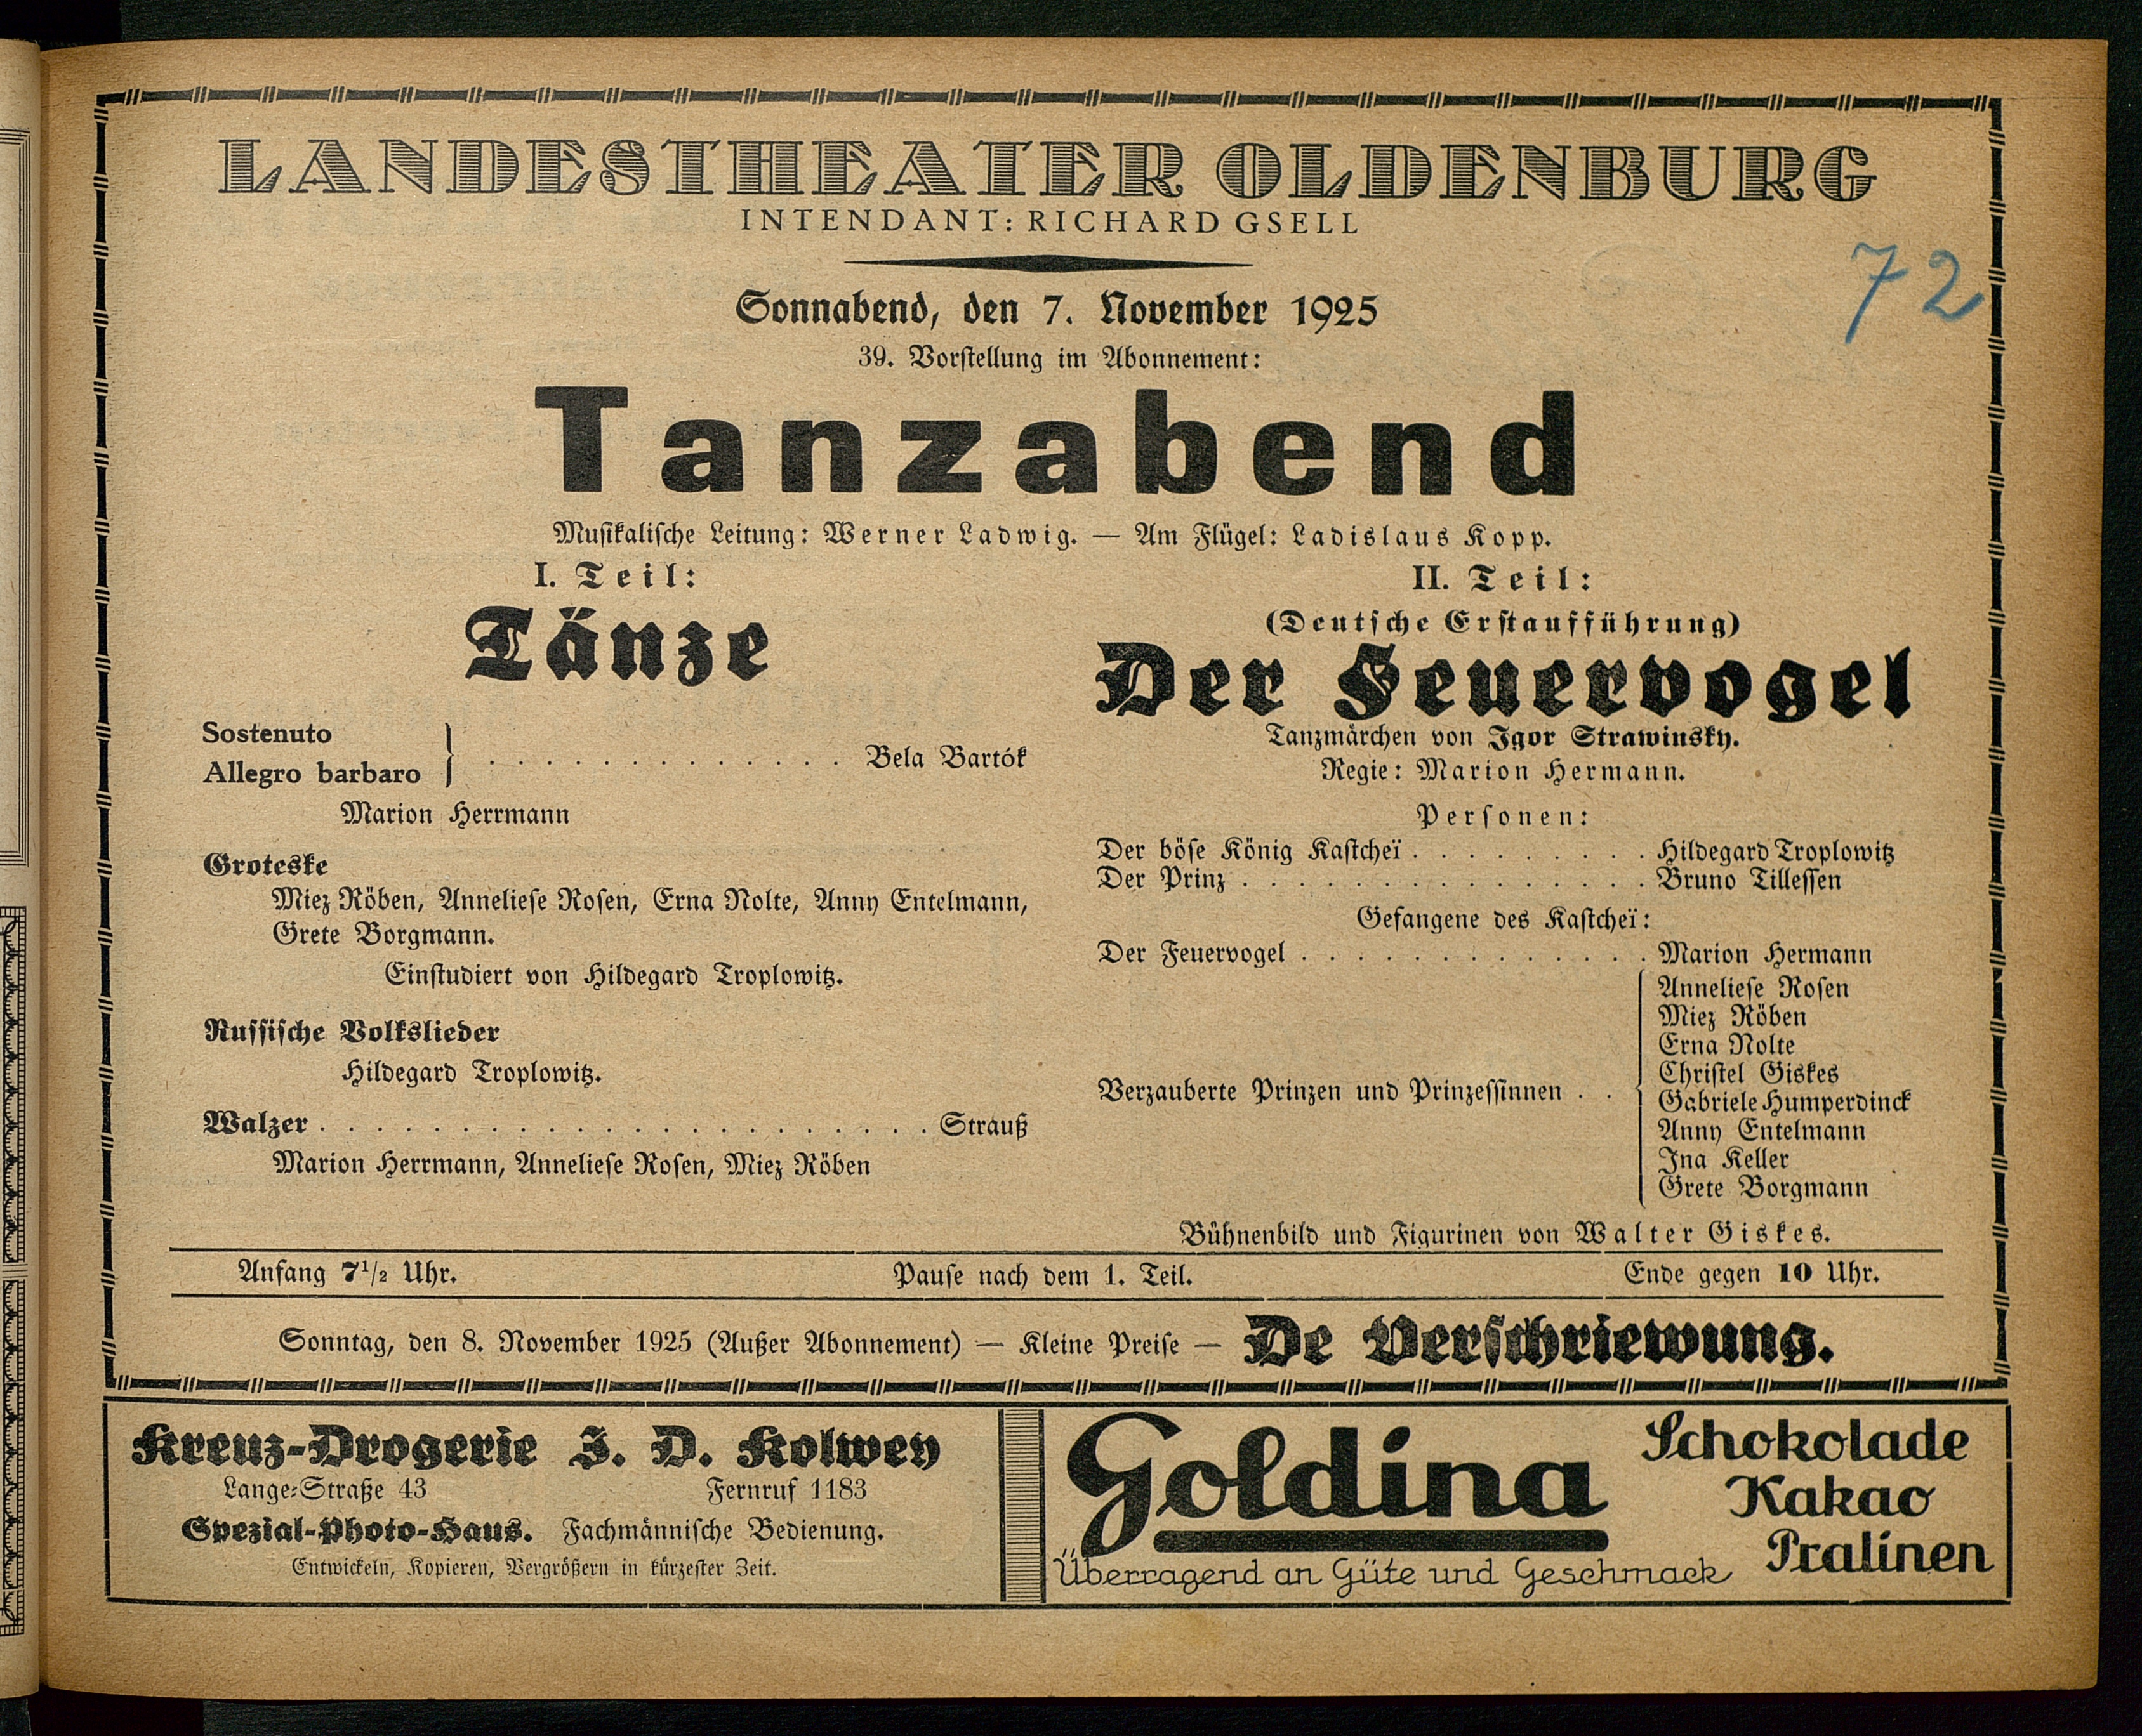 LANDESTHEATER OLDENBURG
INTENDANT: RICHARD GSELL
72
Sonnabend, den 7. November 1925
39. Vorstellung im Abonnement:
Tanzabend
Musikalische Leitung: Werner Ladwig. — Am Flügel: Ladislaus Kopp.
I. Teil:
Tänze
Sostenuto
Allegro barbaro } . . . . . . . . . . . . . Bela Bartók
Marion Herrmann
Groteske
Miez Röben, Anneliese Rosen, Erna Nolte, Anny Entelmann,
Grete Borgmann.
Einstudiert von Hildegard Troplowitz.
Russische Volkslieder
Hildegard Troplowitz.
Walzer . . . . . . . . . . . . . . . . . . . . . . Strauß
Marion Herrmann, Anneliese Rosen, Miez Röben
II. Teil:
(Deutsche Erstaufführung)
Der Feuervogel
Tanzmärchen von Igor Strawinsky.
Regie: Marion Hermann.
Personen:
Der böse König Kastcheï . . . . . . . . . Hildegard Troplowitz
Der Prinz . . . . . . . . . . . . . . . Bruno Tillessen
Gefangene des Kastcheï:
Der Feuervogel . . . . . . . . . . . . . Marion Hermann
Verzauberte Prinzen und Prinzessinnen . . {
Anneliese Rosen
Miez Röben
Erna Nolte
Christel Giskes
Gabriele Humperdinck
Anny Entelmann
Ina Keller
Grete Borgmann
Bühnenbild und Figurinen von Walter Giskes.
Anfang 7½ Uhr. Pause nach dem 1. Teil. Ende gegen 10 Uhr.
Sonntag, den 8. November 1925 (Außer Abonnement) — Kleine Preise — De Verschriewung.
Kreuz-Drogerie J. D. Kolwey
Lange-Straße 43 Fernruf 1183
Spezial-Photo-Haus. Fachmännische Bedienung.
Entwickeln, Kopieren, Vergrößern in kürzester Zeit.
Goldina
Schokolade
Kakao
Pralinen
Überragend an Güte und Geschmack